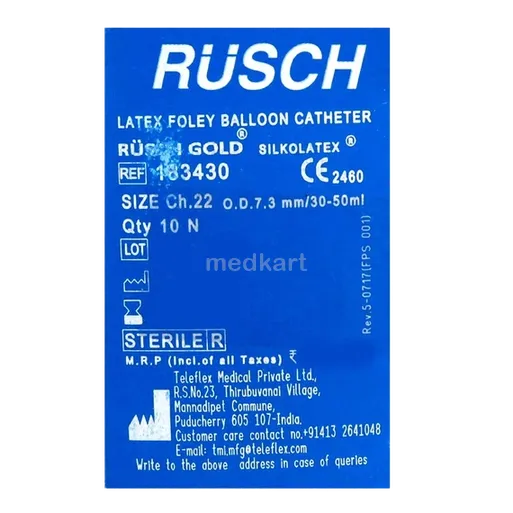 RÜSCH
LATEX FOLEY BALLOON CATHETER
RÜSCH GOLD® SILKOLATEX®
REF 183430 CE 2460
SIZE Ch.22 O.D.7.3 mm/30-50ml
Qty 10 N
LOT
medkart
Rev.5-0717(FPS 001)
STERILE R
M.R.P (Incl.of all Taxes) ₹
Teleflex Medical Private Ltd.,
R.S.No.23, Thirubuvanai Village,
Mannadipet Commune,
Puducherry 605 107-India.
Customer care contact no.+91413 2641048
E-mail: tmi.mfg@teleflex.com
Write to the above address in case of queries